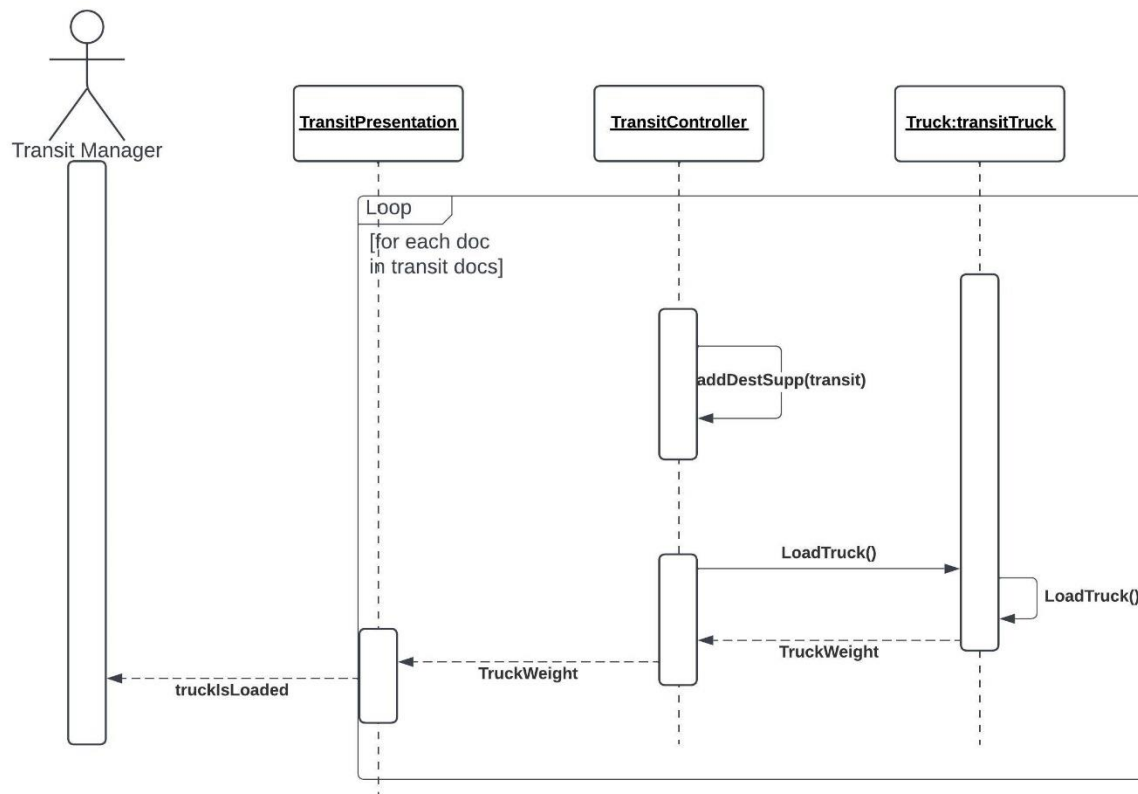 Transit Manager
TransitPresentation
TransitController
Truck:transitTruck
Loop
[for each doc
in transit docs]
addDestSupp(transit)
LoadTruck()
LoadTruck()
TruckWeight
TruckWeight
truckIsLoaded